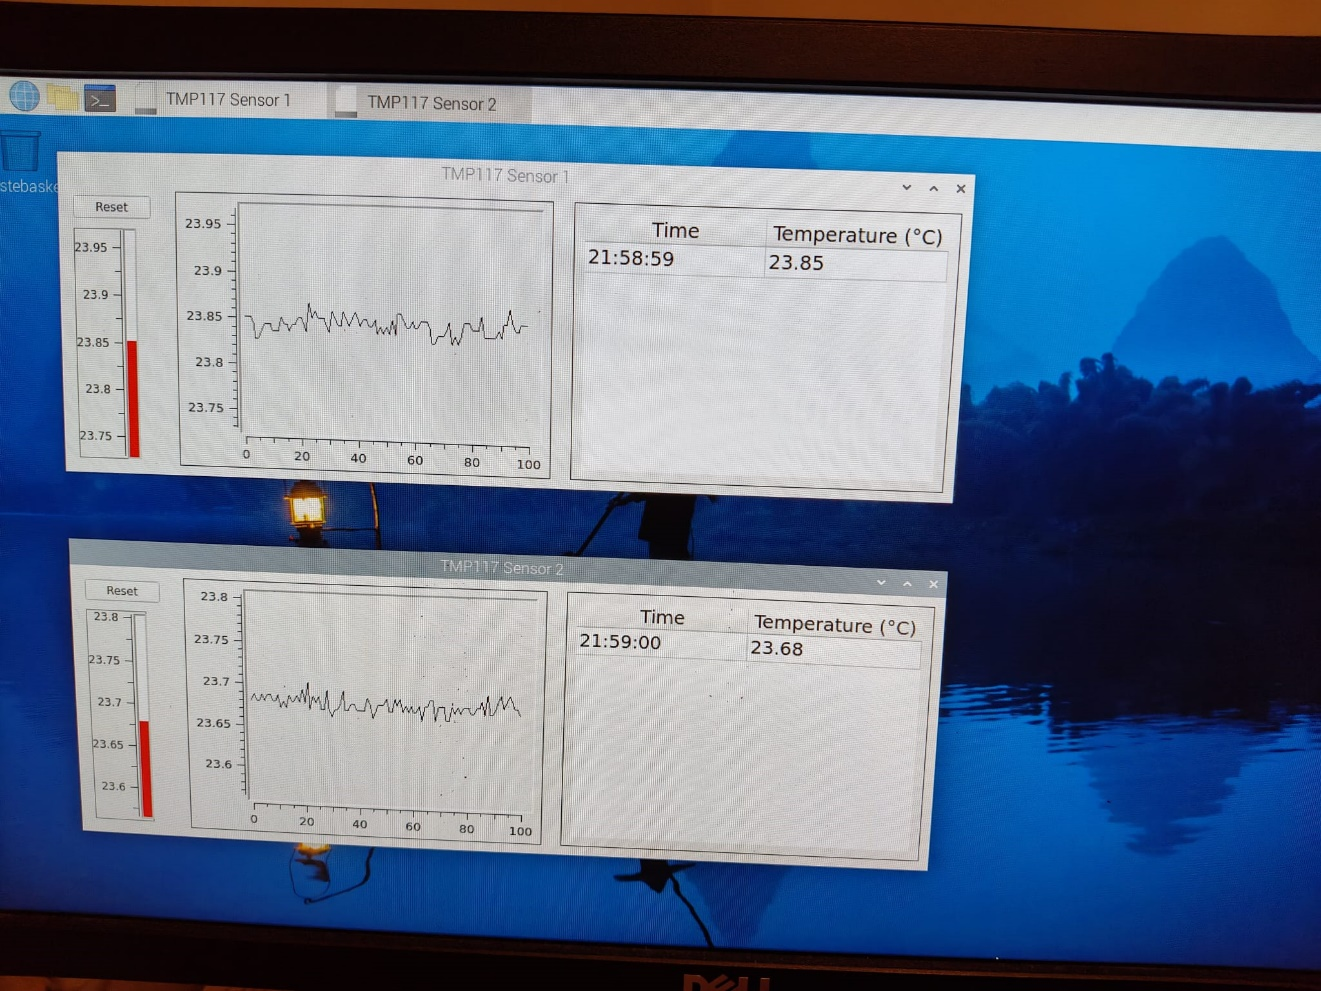 TMP117 Sensor 1
TMP117 Sensor 2
stebaske
TMP117 Sensor 1
Reset
23.95
23.9
23.85
23.8
23.75
23.95
23.9
23.85
23.8
23.75
0 20 40 60 80 100
Time Temperature (°C)
21:58:59 23.85
TMP117 Sensor 2
Reset
23.8
23.75
23.7
23.65
23.6
23.8
23.75
23.7
23.65
23.6
0 20 40 60 80 100
Time Temperature (°C)
21:59:00 23.68
DELL